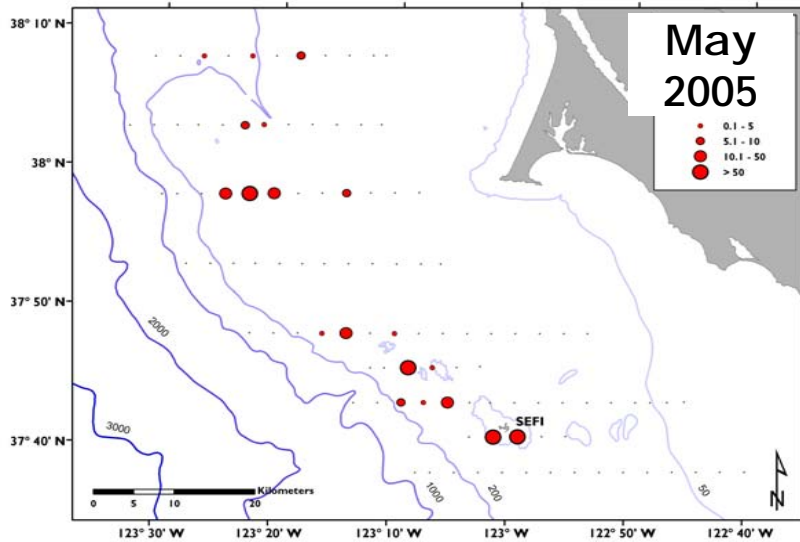 May
2005
0.1 - 5
5.1 - 10
10.1 - 50
> 50
38° 10' N
38° N
37° 50' N
37° 40' N
2000
3000
SEFI
1000
200
50
Kilometers
0 5 10 20
N
123° 30' W 123° 20' W 123° 10' W 123° W 122° 50' W 122° 40' W